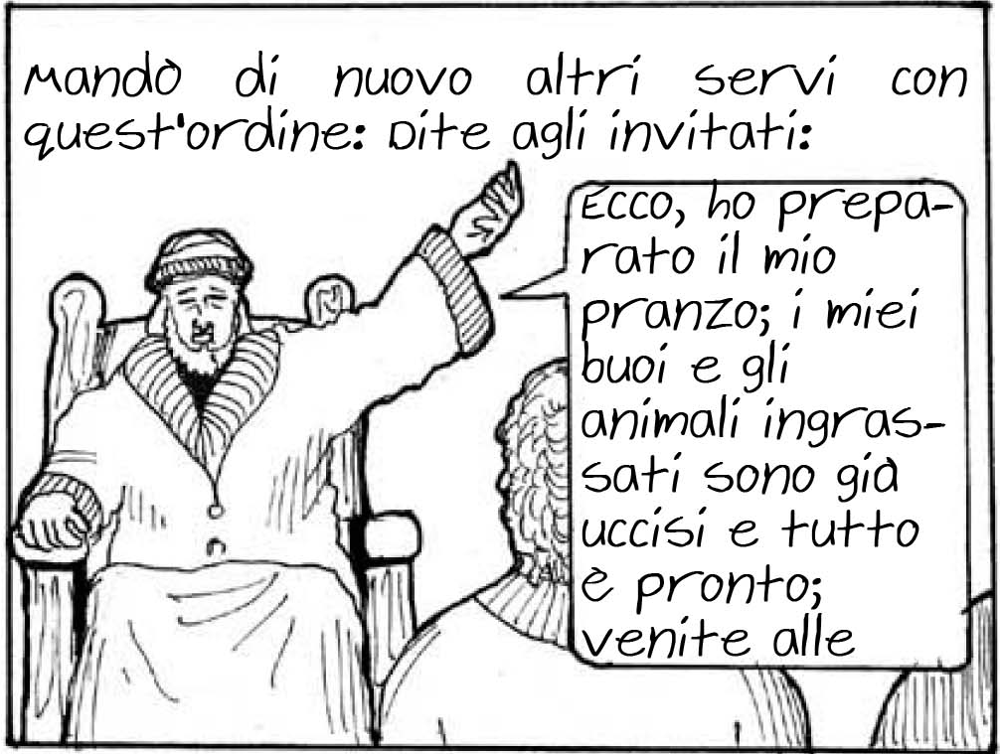 Mandò di nuovo altri servi con
quest'ordine: Dite agli invitati:
Ecco, ho prepa-
rato il mio
pranzo; i miei
buoi e gli
animali ingras-
sati sono già
uccisi e tutto
è pronto;
venite alle